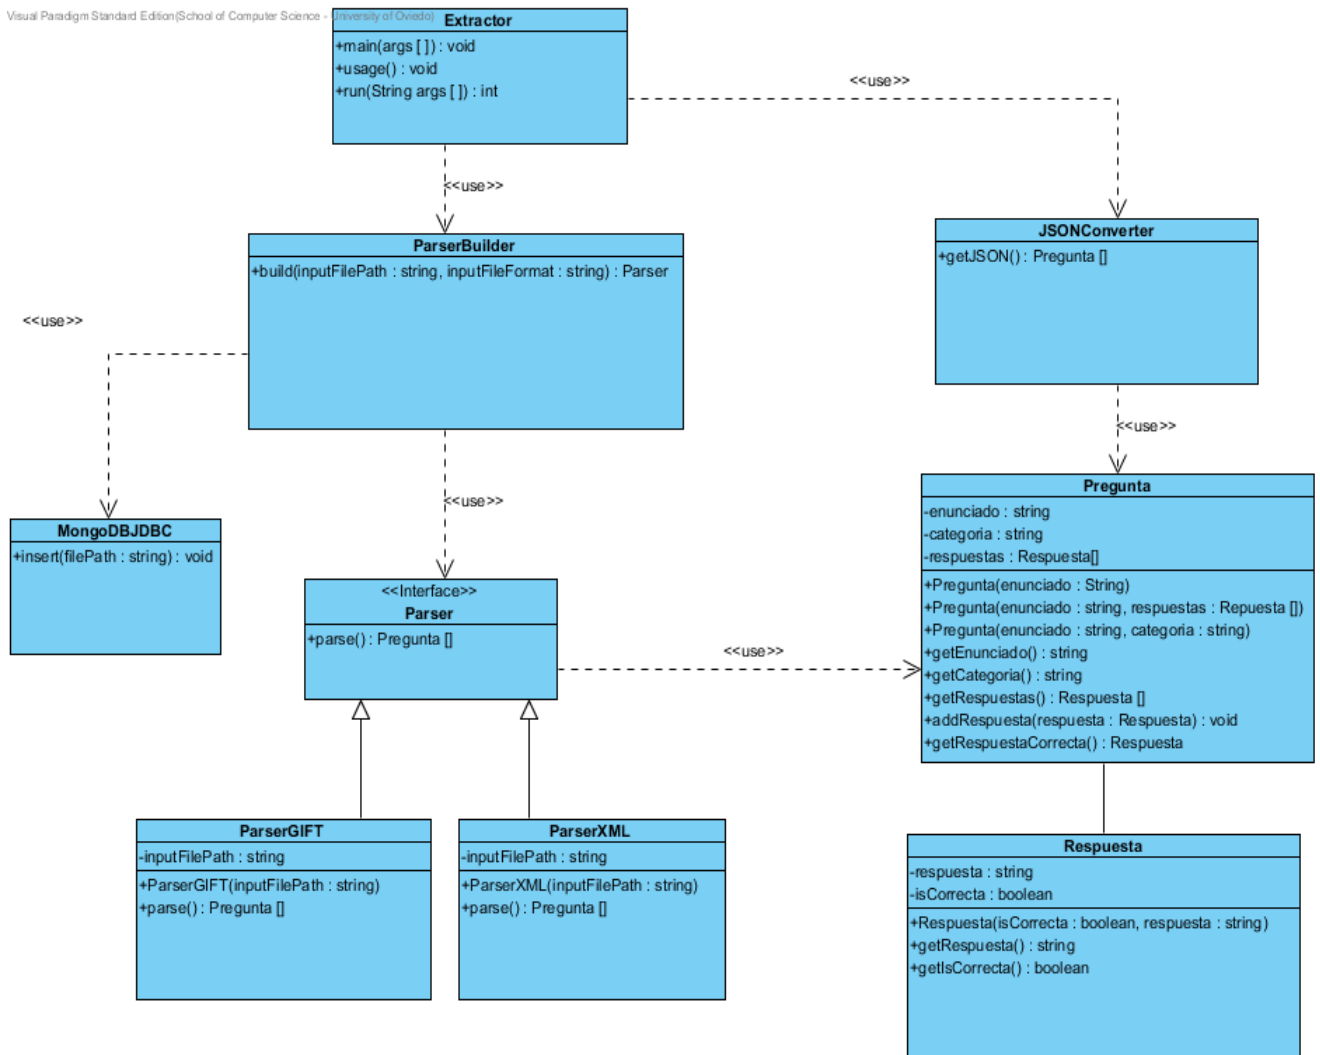 Visual Paradigm Standard Edition(School of Computer Science - University of Oviedo)
Extractor
+main(args [ ]) : void
+usage() : void
+run(String args [ ]) : int
<<use>>
<<use>>
ParserBuilder
+build(inputFilePath : string, inputFileFormat : string) : Parser
JSONConverter
+getJSON() : Pregunta []
<<use>>
<<use>>
<<use>>
MongoDBJDBC
+insert(filePath : string) : void
<<Interface>>
Parser
+parse() : Pregunta []
<<use>>
Pregunta
-enunciado : string
-categoria : string
-respuestas : Respuesta[]
+Pregunta(enunciado : String)
+Pregunta(enunciado : string, respuestas : Repuesta [])
+Pregunta(enunciado : string, categoria : string)
+getEnunciado() : string
+getCategoria() : string
+getRespuestas() : Respuesta []
+addRespuesta(respuesta : Respuesta) : void
+getRespuestaCorrecta() : Respuesta
ParserGIFT
-inputFilePath : string
+ParserGIFT(inputFilePath : string)
+parse() : Pregunta []
ParserXML
-inputFilePath : string
+ParserXML(inputFilePath : string)
+parse() : Pregunta []
Respuesta
-respuesta : string
-isCorrecta : boolean
+Respuesta(isCorrecta : boolean, respuesta : string)
+getRespuesta() : string
+getIsCorrecta() : boolean